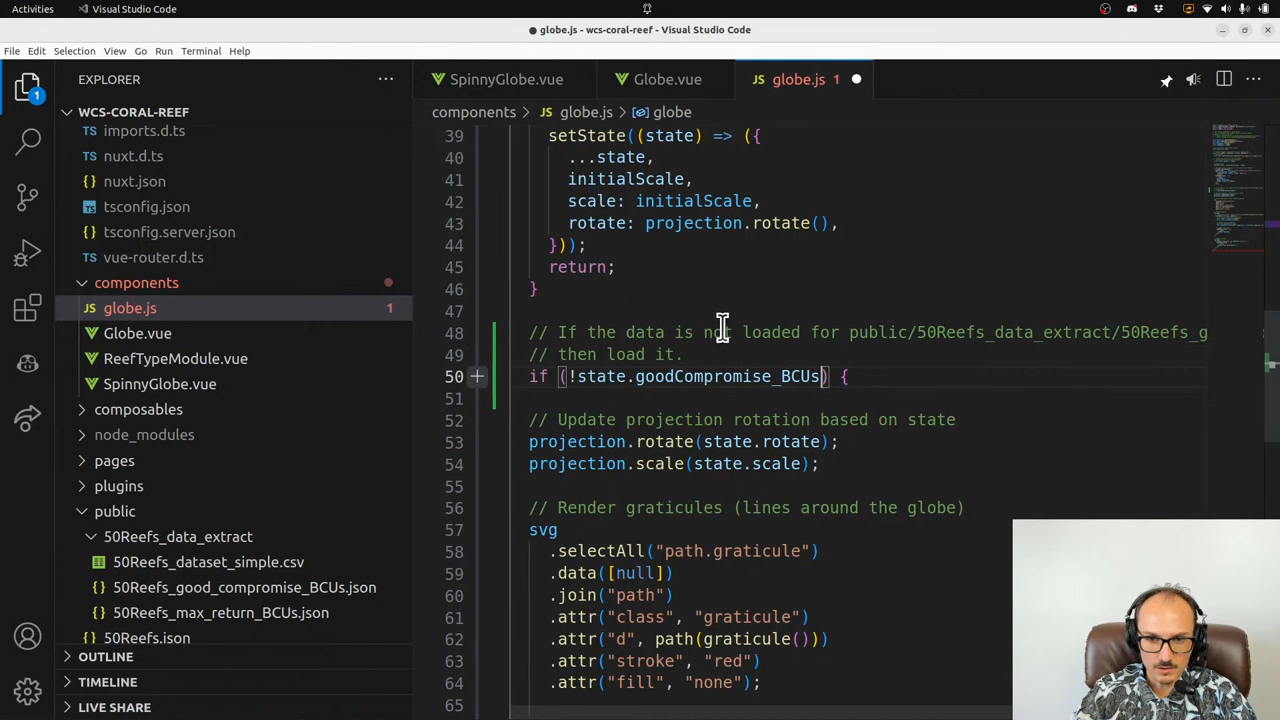 Activities
Visual Studio Code
globe.js - wcs-coral-reef - Visual Studio Code
File Edit Selection View Go Run Terminal Help
EXPLORER
SpinnyGlobe.vue
Globe.vue
JS globe.js 1
1
WCS-CORAL-REEF
components > JS globe.js > globe
imports.d.ts
nuxt.d.ts
{} nuxt.json
tsconfig.json
tsconfig.server.json
vue-router.d.ts
components
JS globe.js 1
Globe.vue
ReefTypeModule.vue
SpinnyGlobe.vue
composables
node_modules
pages
plugins
public
50Reefs_data_extract
50Reefs_dataset_simple.csv
{} 50Reefs_good_compromise_BCUs.json
{} 50Reefs_max_return_BCUs.json
50Reefs.json
OUTLINE
TIMELINE
LIVE SHARE
39 setState((state) => ({
40 ...state,
41 initialScale,
42 scale: initialScale,
43 rotate: projection.rotate(),
44 }));
45 return;
46 }
47
48 // If the data is not loaded for public/50Reefs_data_extract/50Reefs_g
49 // then load it.
50 if (!state.goodCompromise_BCUs) {
51
52 // Update projection rotation based on state
53 projection.rotate(state.rotate);
54 projection.scale(state.scale);
55
56 // Render graticules (lines around the globe)
57 svg
58 .selectAll("path.graticule")
59 .data([null])
60 .join("path")
61 .attr("class", "graticule")
62 .attr("d", path(graticule()))
63 .attr("stroke", "red")
64 .attr("fill", "none");
65